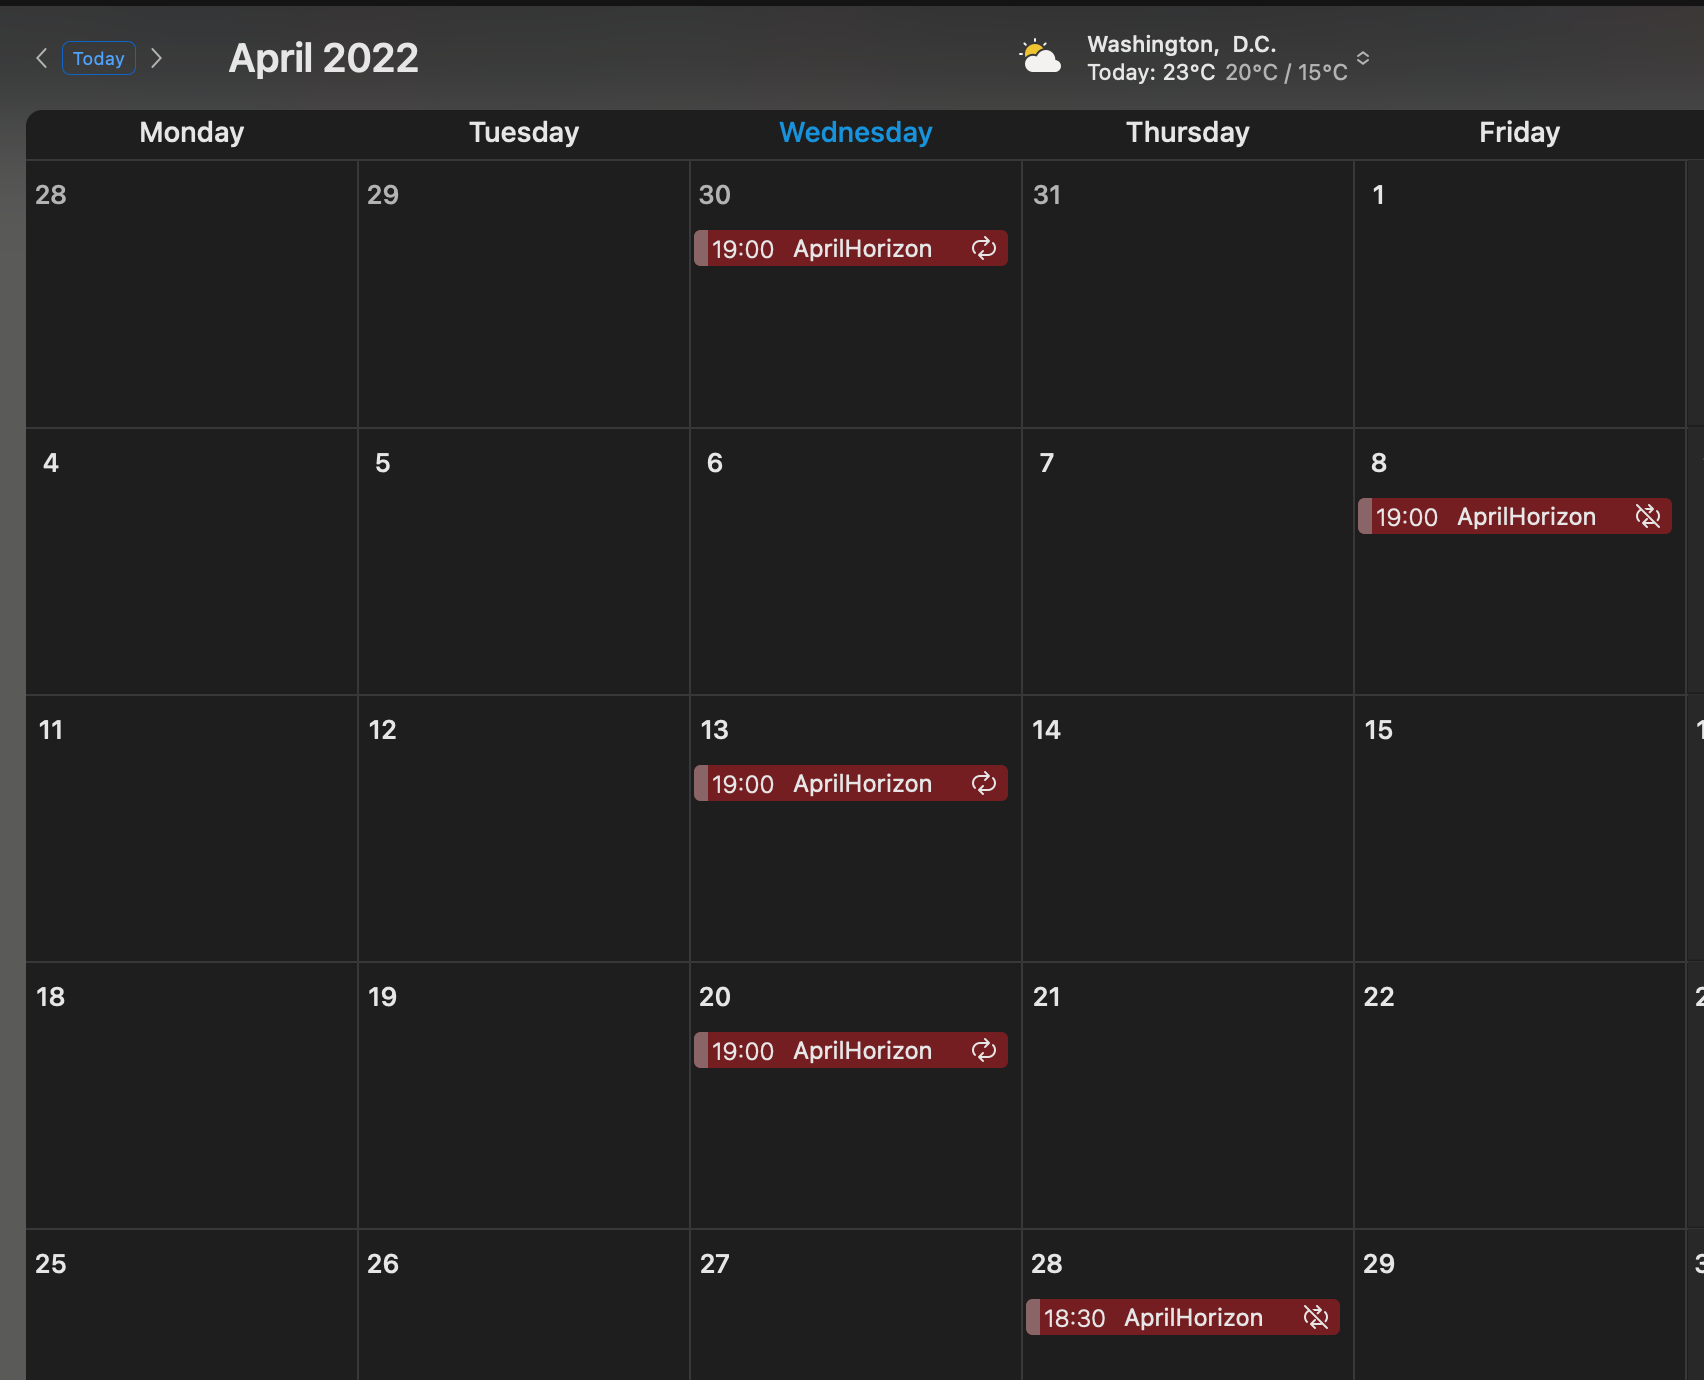 Today
April 2022
Washington, D.C.
Today: 23°C 20°C / 15°C
Monday Tuesday Wednesday Thursday Friday
28 29 30 31 1
19:00 AprilHorizon
4 5 6 7 8
19:00 AprilHorizon
11 12 13 14 15
19:00 AprilHorizon
18 19 20 21 22
19:00 AprilHorizon
25 26 27 28 29
18:30 AprilHorizon